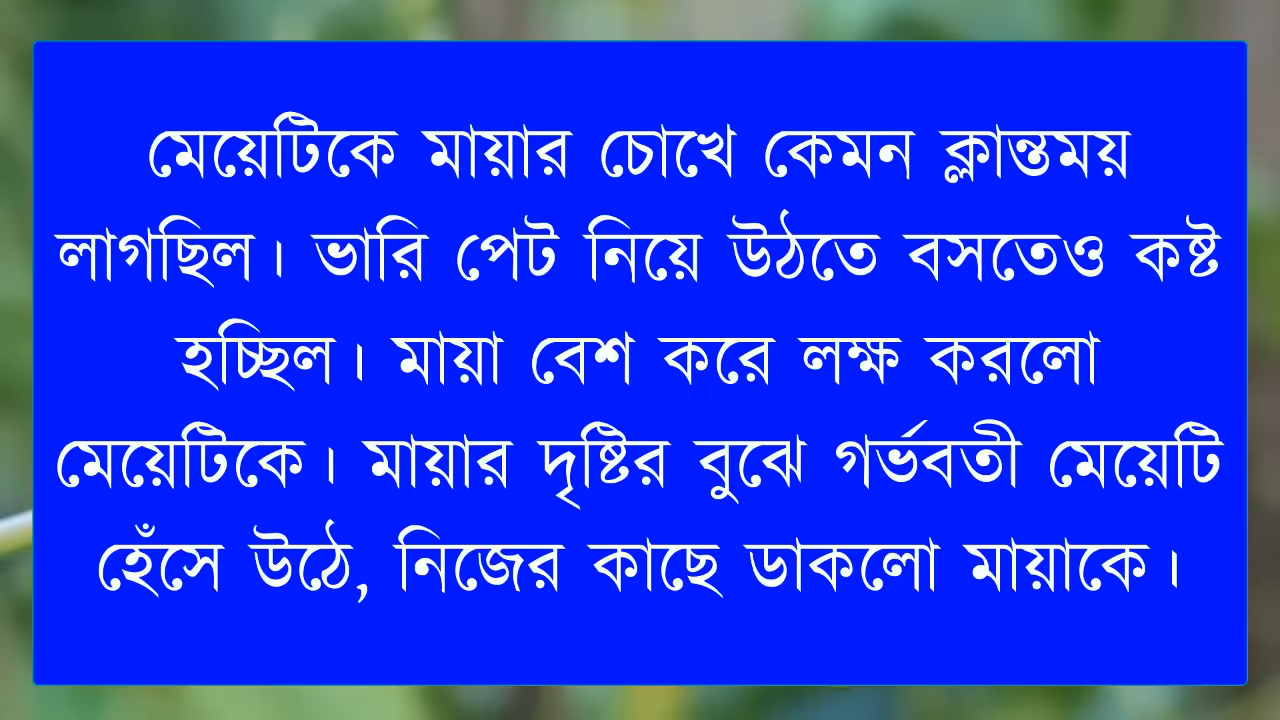 মেয়েটিকে মায়ার চোখে কেমন ক্লান্তময়
লাগছিল। ভারি পেট নিয়ে উঠতে বসতেও কষ্ট
হচ্ছিল। মায়া বেশ করে লক্ষ করলো
মেয়েটিকে। মায়ার দৃষ্টির বুঝে গর্ভবতী মেয়েটি
হেঁসে উঠে, নিজের কাছে ডাকলো মায়াকে।